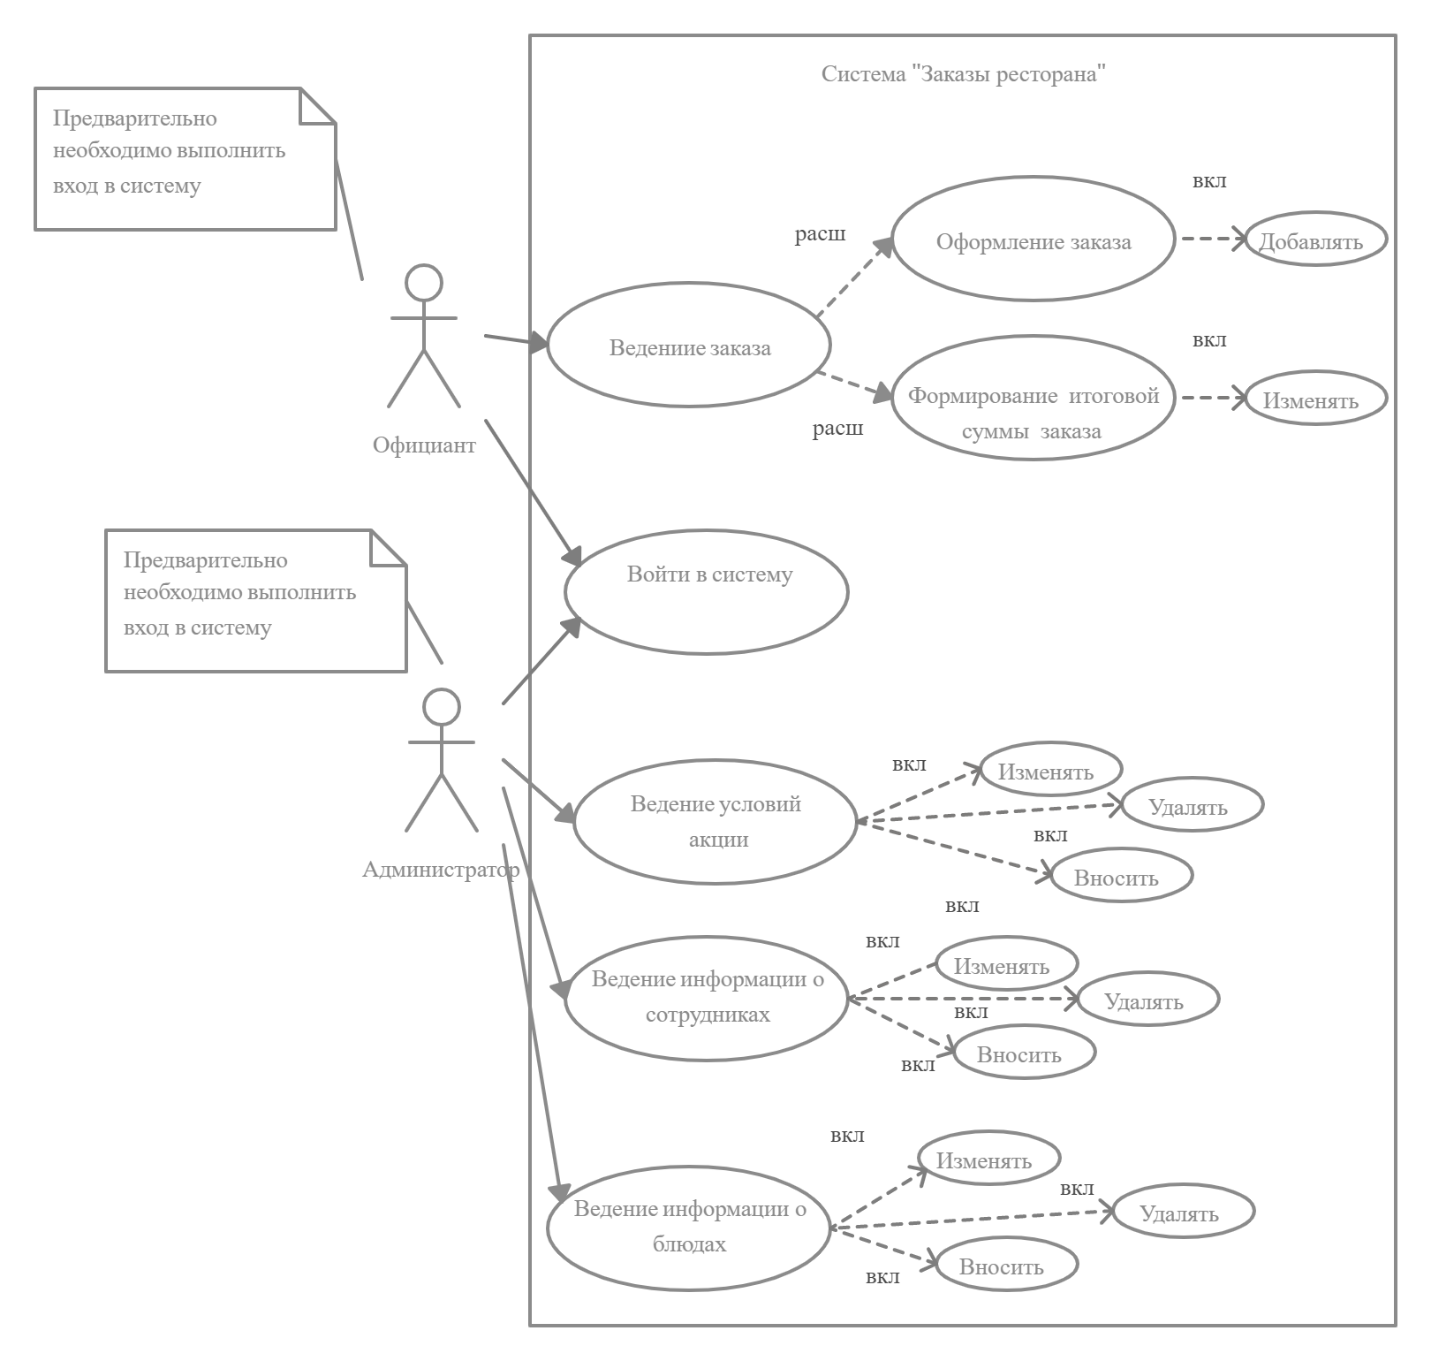 Система "Заказы ресторана"
Предварительно
необходимо выполнить
вход в систему
вкл
расш
Оформление заказа
Добавлять
Ведениие заказа
вкл
Формирование итоговой
суммы заказа
Изменять
расш
Официант
Предварительно
необходимо выполнить
вход в систему
Войти в систему
Администратор
вкл
Изменять
Ведение условий
акции
Удалять
вкл
Вносить
вкл
вкл
Изменять
Ведение информации о
сотрудниках
Удалять
вкл
Вносить
вкл
вкл
Изменять
вкл
Ведение информации о
блюдах
Удалять
Вносить
вкл